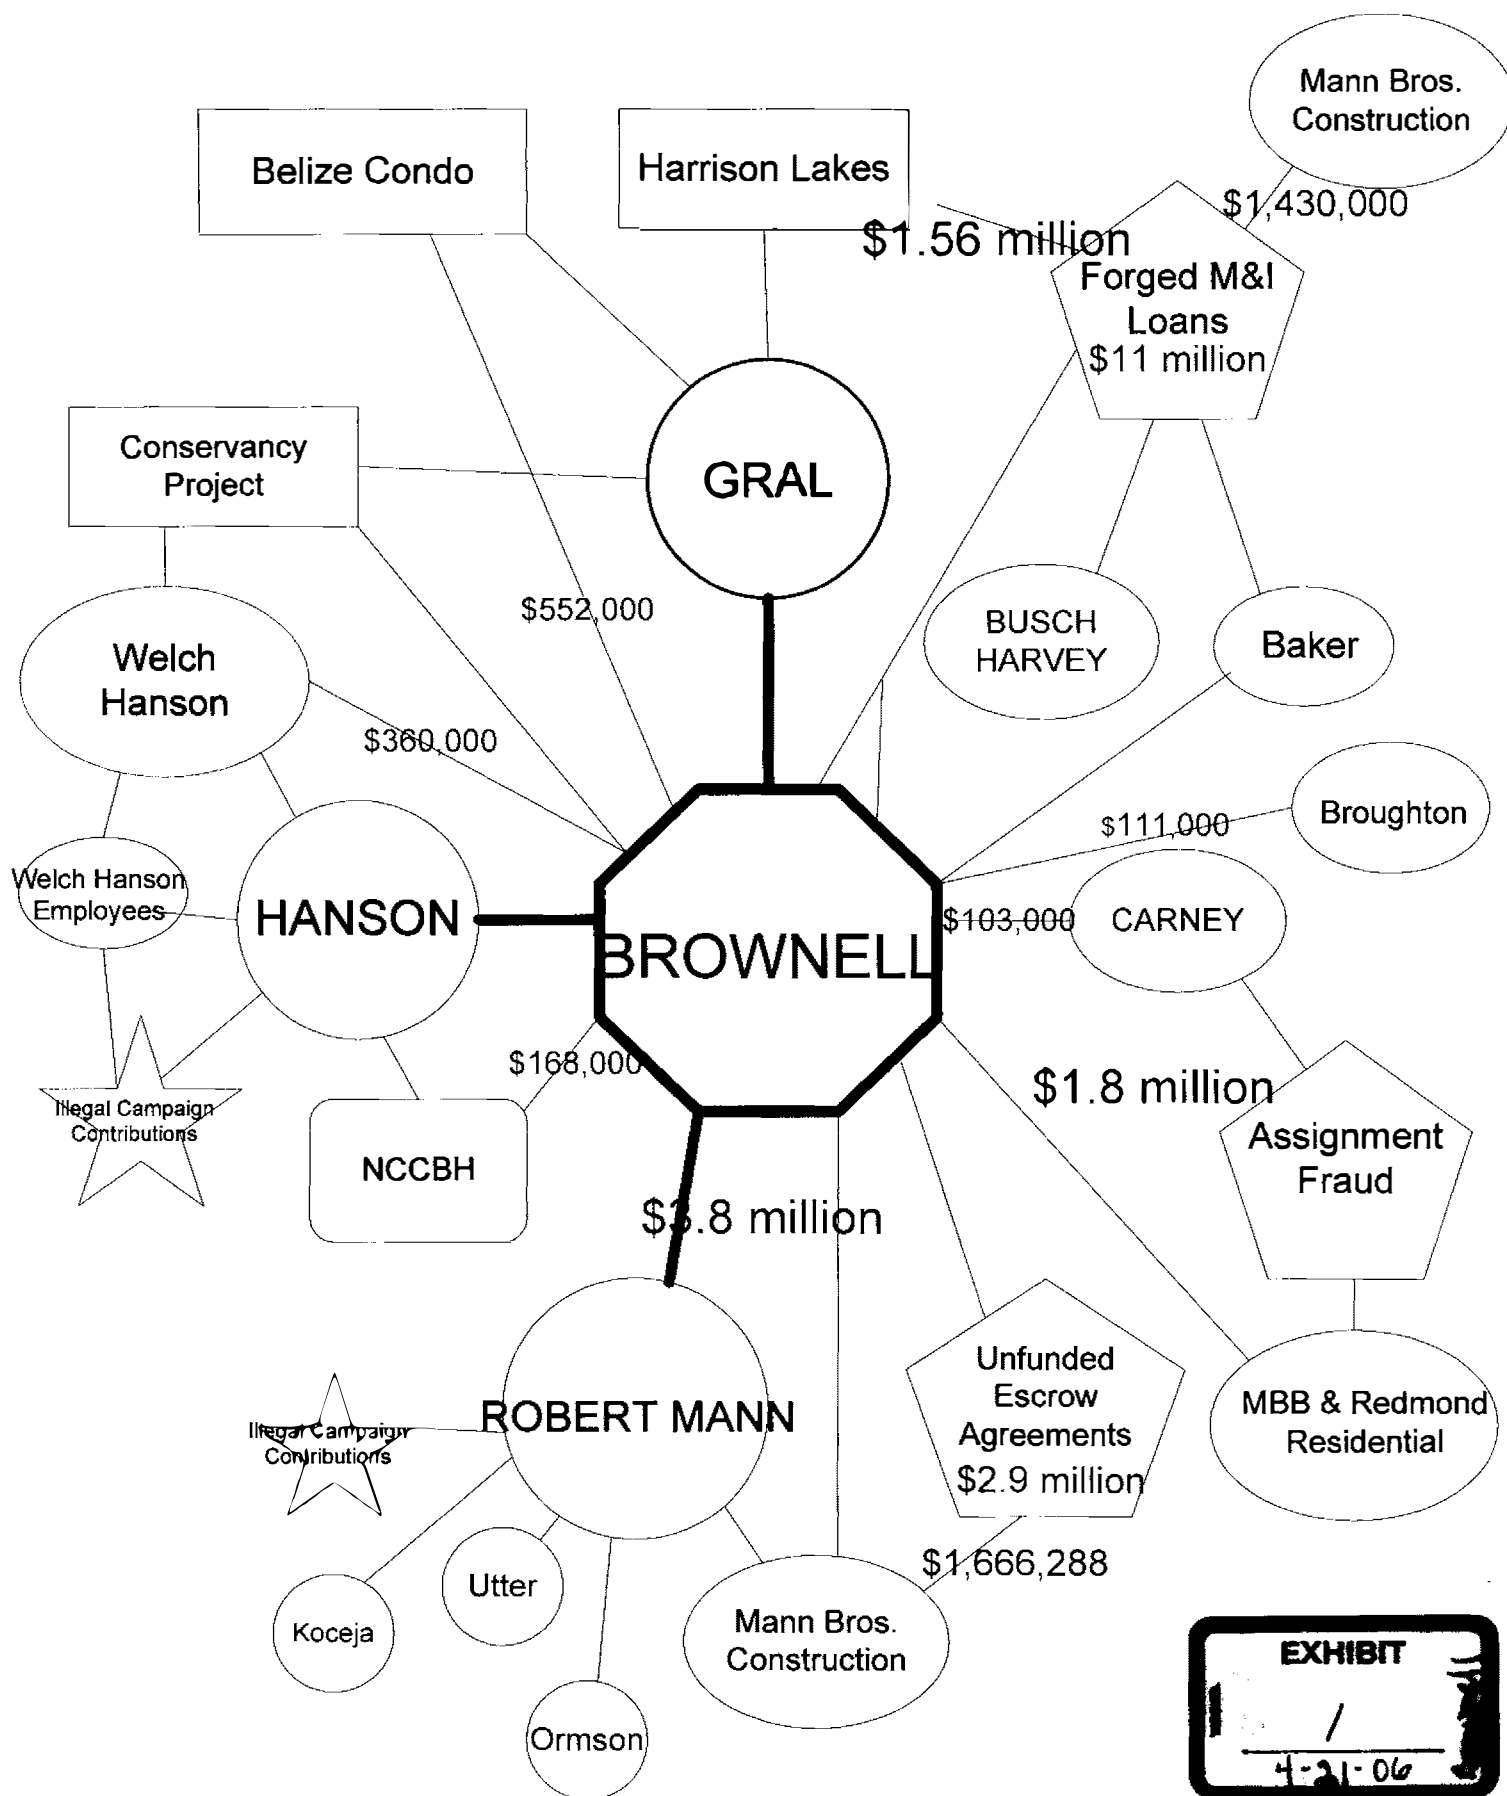 Mann Bros.
Construction
Belize Condo
Harrison Lakes
$1,430,000
$1.56 million
Forged M&I
Loans
$11 million
Conservancy
Project
GRAL
$552,000
BUSCH
HARVEY
Baker
Welch
Hanson
$360,000
Broughton
$111,000
Welch Hanson
Employees
HANSON
BROWNELL
$103,000
CARNEY
$168,000
$1.8 million
Illegal Campaign
Contributions
Assignment
Fraud
NCCBH
$3.8 million
Unfunded
Escrow
Agreements
$2.9 million
MBB & Redmond
Residential
ROBERT MANN
Illegal Campaign
Contributions
$1,666,288
Utter
Koceja
Mann Bros.
Construction
Ormson
EXHIBIT
1
4-21-06